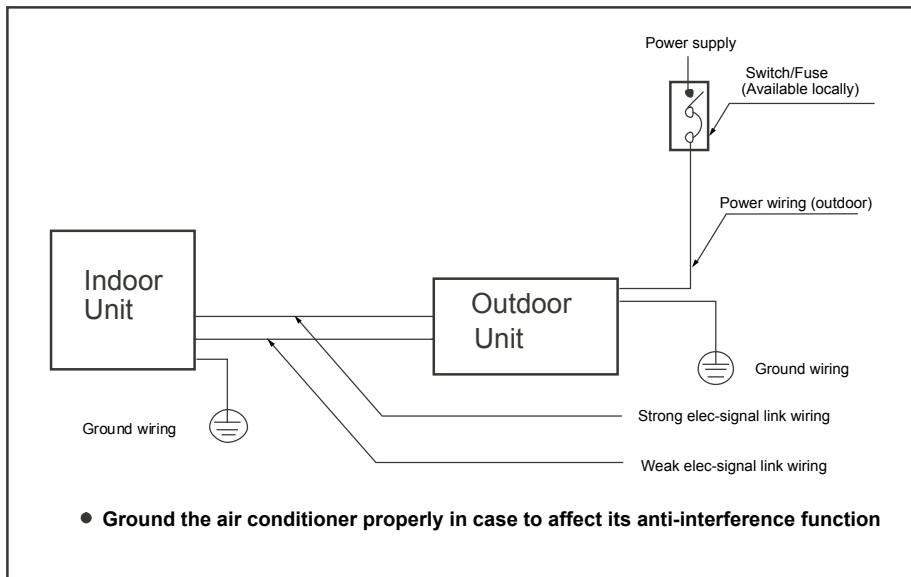 Power supply
Switch/Fuse
(Available locally)
Power wiring (outdoor)
Indoor
Unit
Outdoor
Unit
Ground wiring
Ground wiring
Strong elec-signal link wiring
Weak elec-signal link wiring
● Ground the air conditioner properly in case to affect its anti-interference function